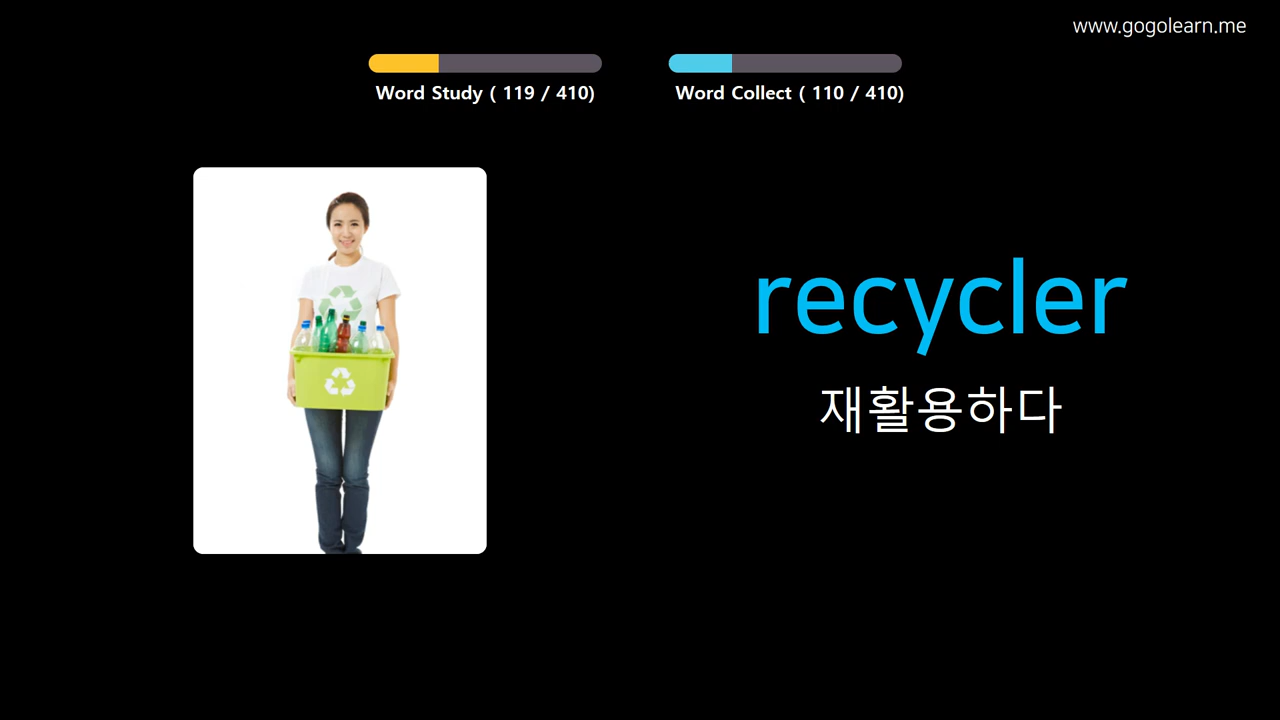 www.gogolearn.me
Word Study ( 119 / 410)
Word Collect ( 110 / 410)
recycler
재활용하다